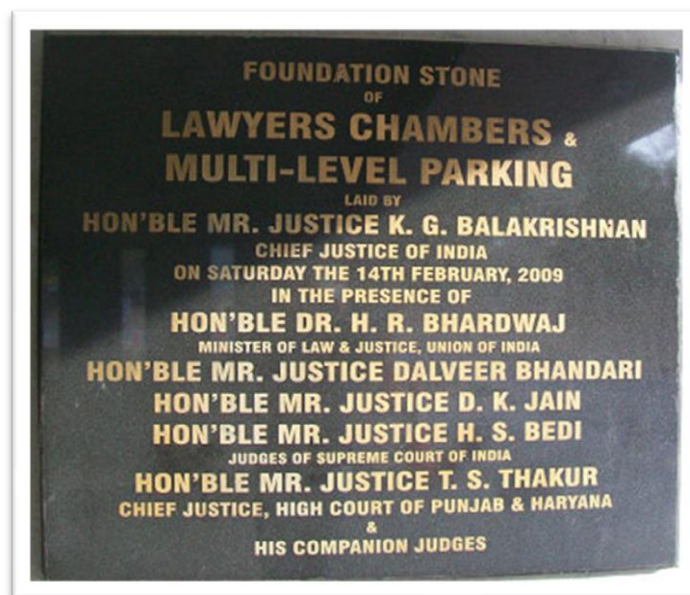 FOUNDATION STONE
OF
LAWYERS CHAMBERS &
MULTI-LEVEL PARKING
LAID BY
HON'BLE MR. JUSTICE K. G. BALAKRISHNAN
CHIEF JUSTICE OF INDIA
ON SATURDAY THE 14TH FEBRUARY, 2009
IN THE PRESENCE OF
HON'BLE DR. H. R. BHARDWAJ
MINISTER OF LAW & JUSTICE, UNION OF INDIA
HON'BLE MR. JUSTICE DALVEER BHANDARI
HON'BLE MR. JUSTICE D. K. JAIN
HON'BLE MR. JUSTICE H. S. BEDI
JUDGES OF SUPREME COURT OF INDIA
HON'BLE MR. JUSTICE T. S. THAKUR
CHIEF JUSTICE, HIGH COURT OF PUNJAB & HARYANA
&
HIS COMPANION JUDGES